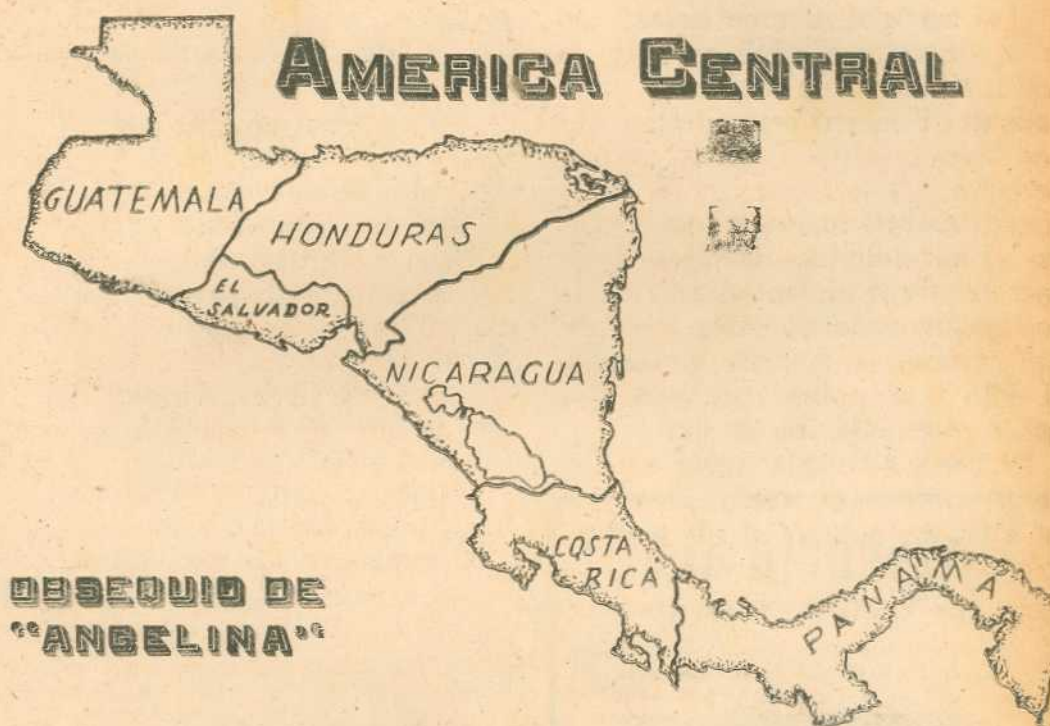 AMERICA CENTRAL
GUATEMALA
HONDURAS
EL
SALVADOR
NICARAGUA
COSTA
RICA
PANAMA
OBSEQUIO DE
"ANGELINA"